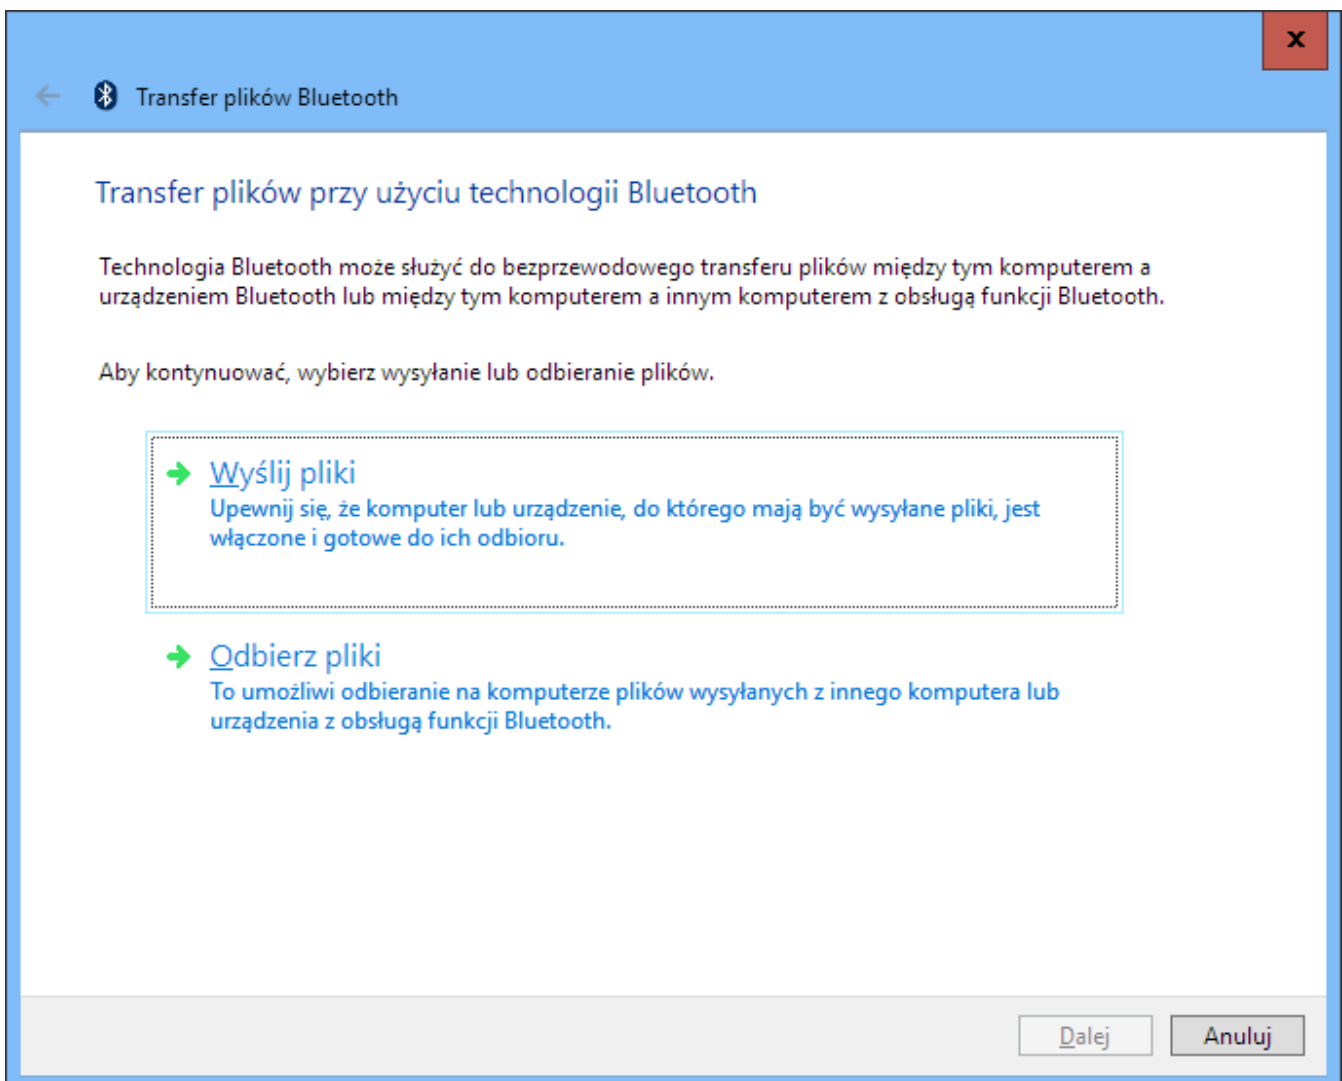 Transfer plików Bluetooth
Transfer plików przy użyciu technologii Bluetooth
Technologia Bluetooth może służyć do bezprzewodowego transferu plików między tym komputerem a
urządzeniem Bluetooth lub między tym komputerem a innym komputerem z obsługą funkcji Bluetooth.
Aby kontynuować, wybierz wysyłanie lub odbieranie plików.
Wyślij pliki
Upewnij się, że komputer lub urządzenie, do którego mają być wysyłane pliki, jest
włączone i gotowe do ich odbioru.
Odbierz pliki
To umożliwi odbieranie na komputerze plików wysyłanych z innego komputera lub
urządzenia z obsługą funkcji Bluetooth.
Dalej Anuluj